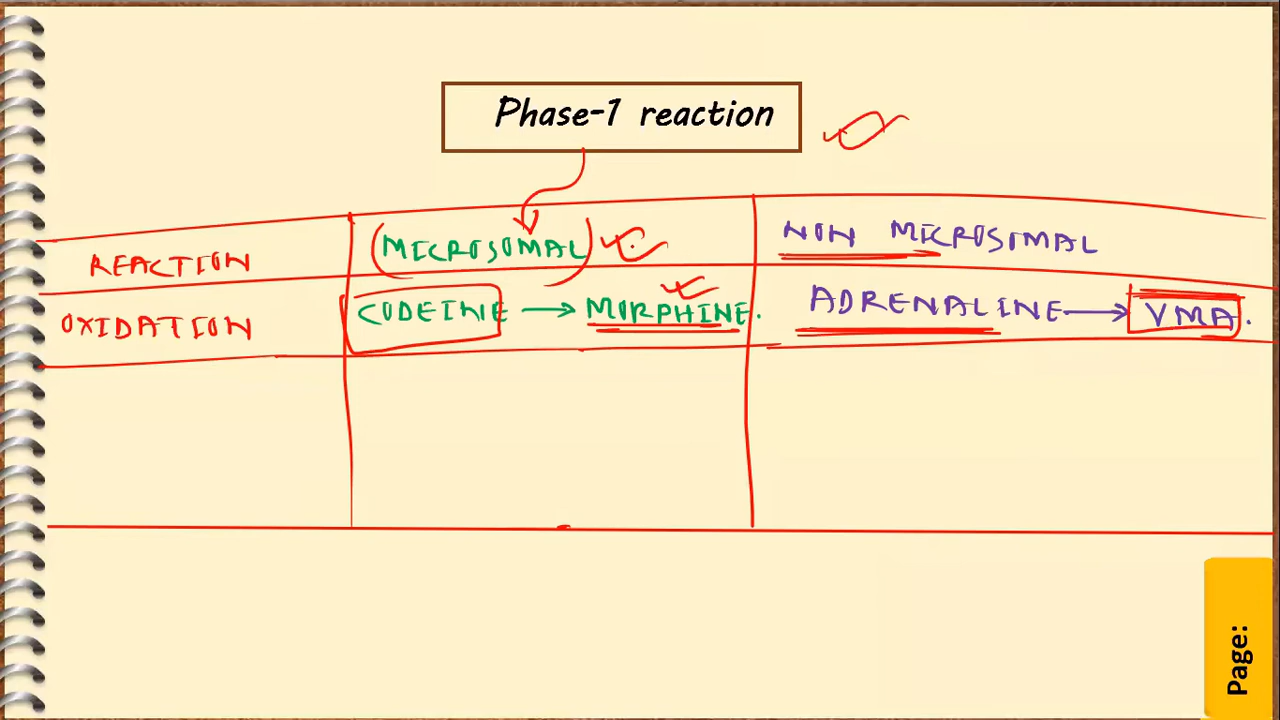 Phase-1 reaction
REACTION (MICROSOMAL) NON MICROSOMAL
OXIDATION CODEINE → MORPHINE. ADRENALINE → VMA.
Page: